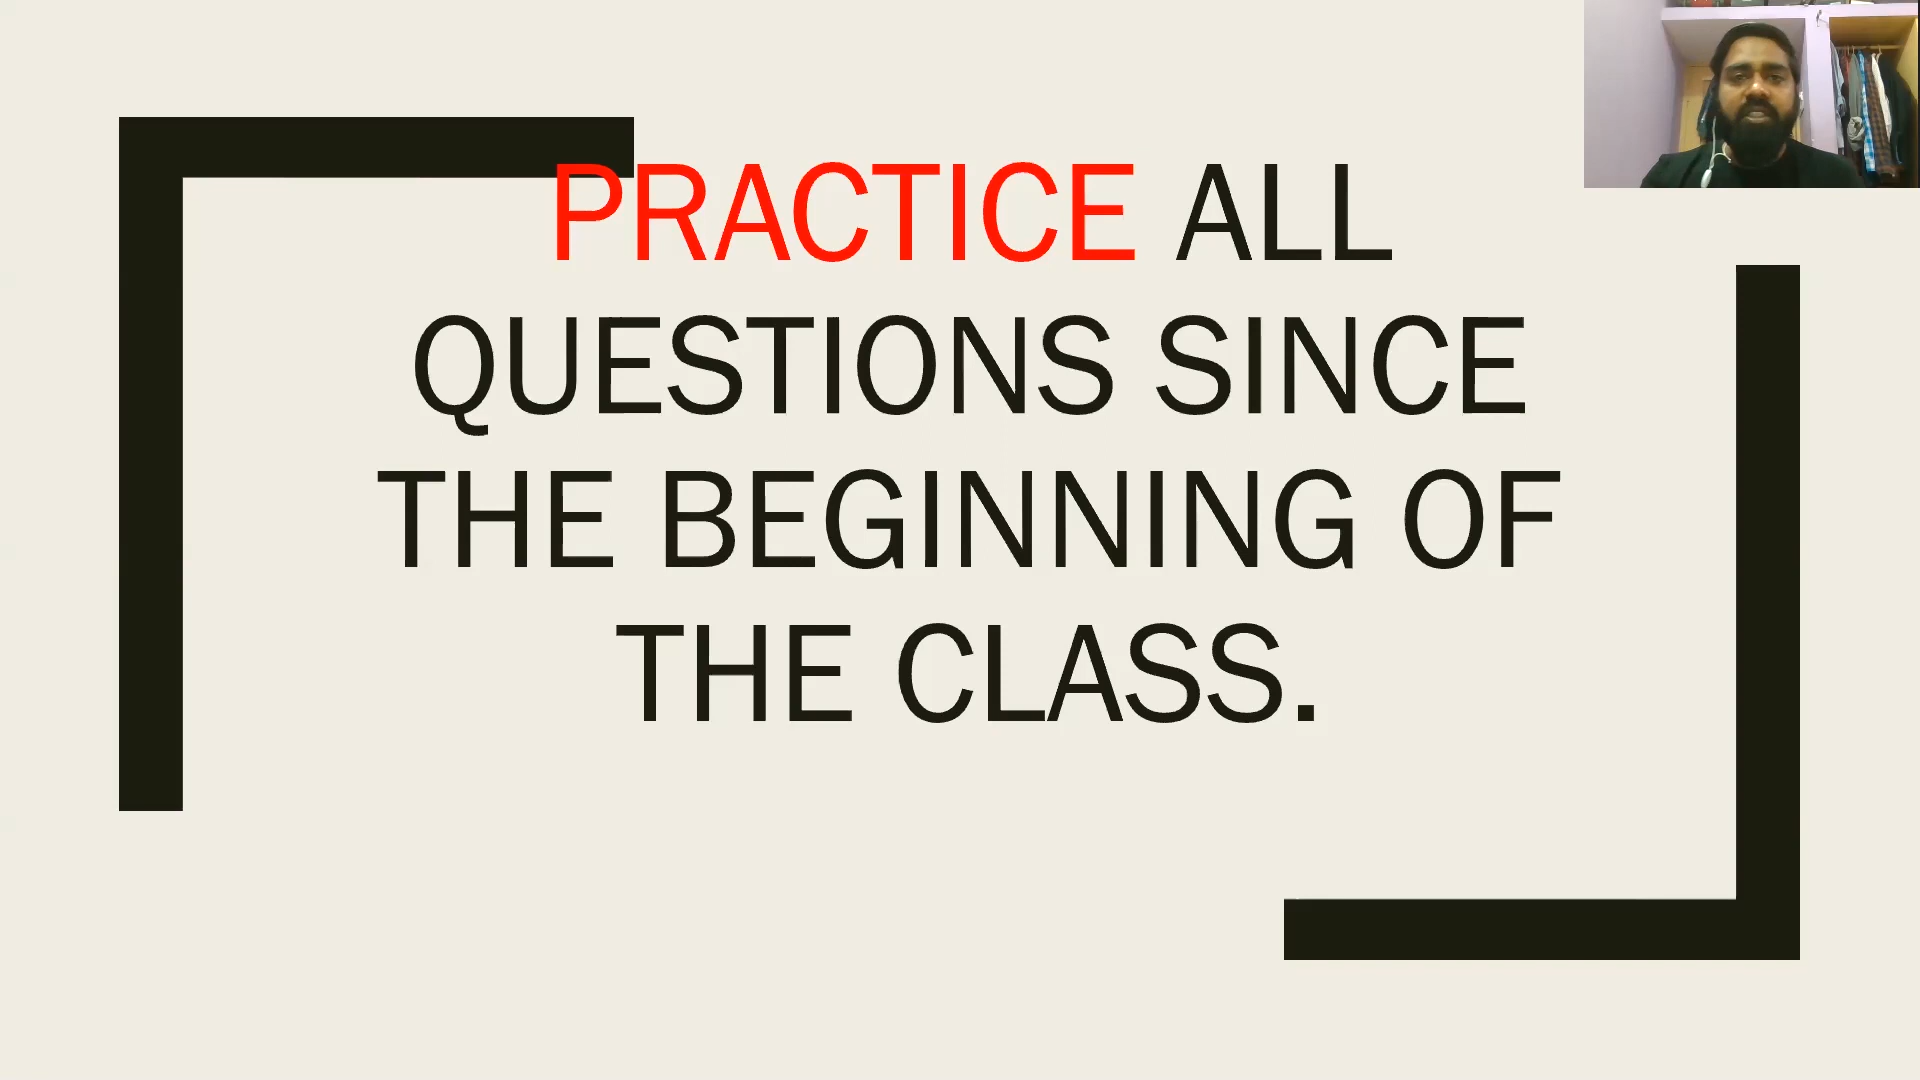 PRACTICE ALL
QUESTIONS SINCE
THE BEGINNING OF
THE CLASS.